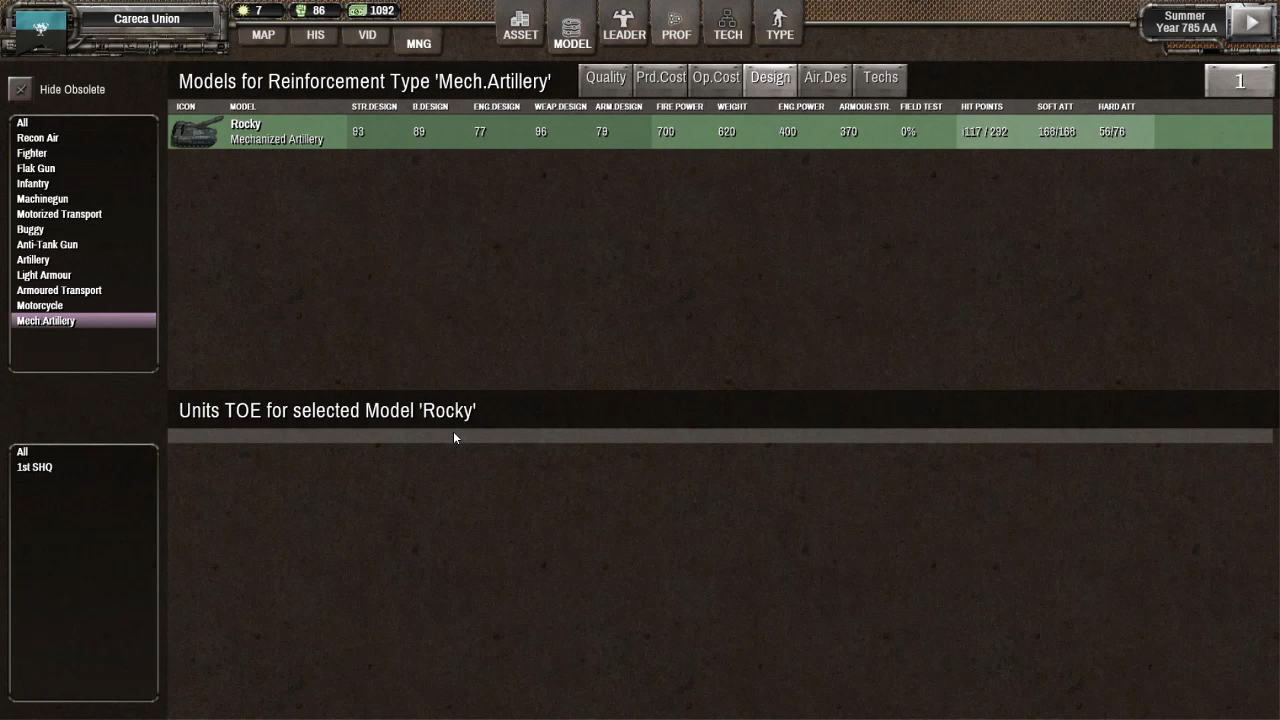 Careca Union
7
86
1092
MAP
HIS
VID
MNG
ASSET
MODEL
LEADER
PROF
TECH
TYPE
Summer
Year 785 AA
Hide Obsolete
Models for Reinforcement Type 'Mech.Artillery'
Quality
Prd.Cost
Op.Cost
Design
Air.Des
Techs
1
ICON MODEL STR.DESIGN B.DESIGN ENG.DESIGN WEAP.DESIGN ARM.DESIGN FIRE POWER WEIGHT ENG.POWER ARMOUR STR. FIELD TEST HIT POINTS SOFT ATT HARD ATT
Rocky
Mechanized Artillery
93 89 77 96 79 700 620 400 370 0% 117 / 292 168/168 56/76
All
Recon Air
Fighter
Flak Gun
Infantry
Machinegun
Motorized Transport
Buggy
Anti-Tank Gun
Artillery
Light Armour
Armoured Transport
Motorcycle
Mech.Artillery
Units TOE for selected Model 'Rocky'
All
1st SHQ